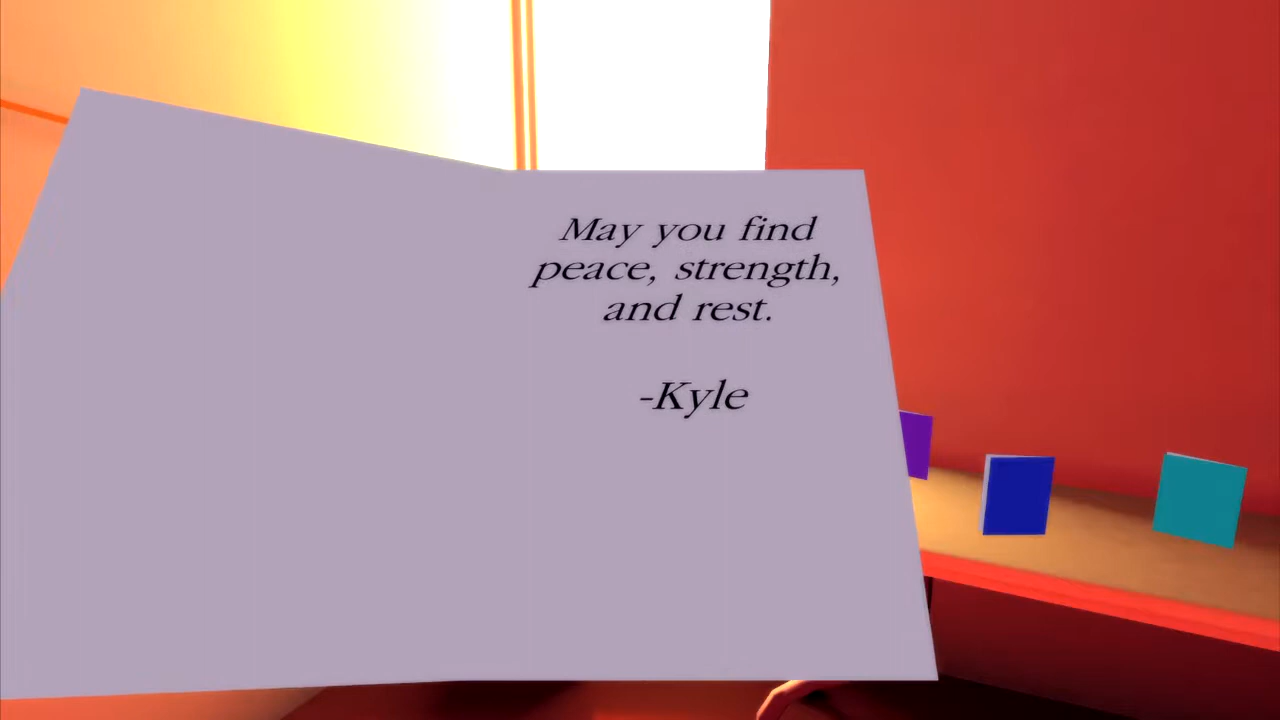 May you find
peace, strength,
and rest.
-Kyle